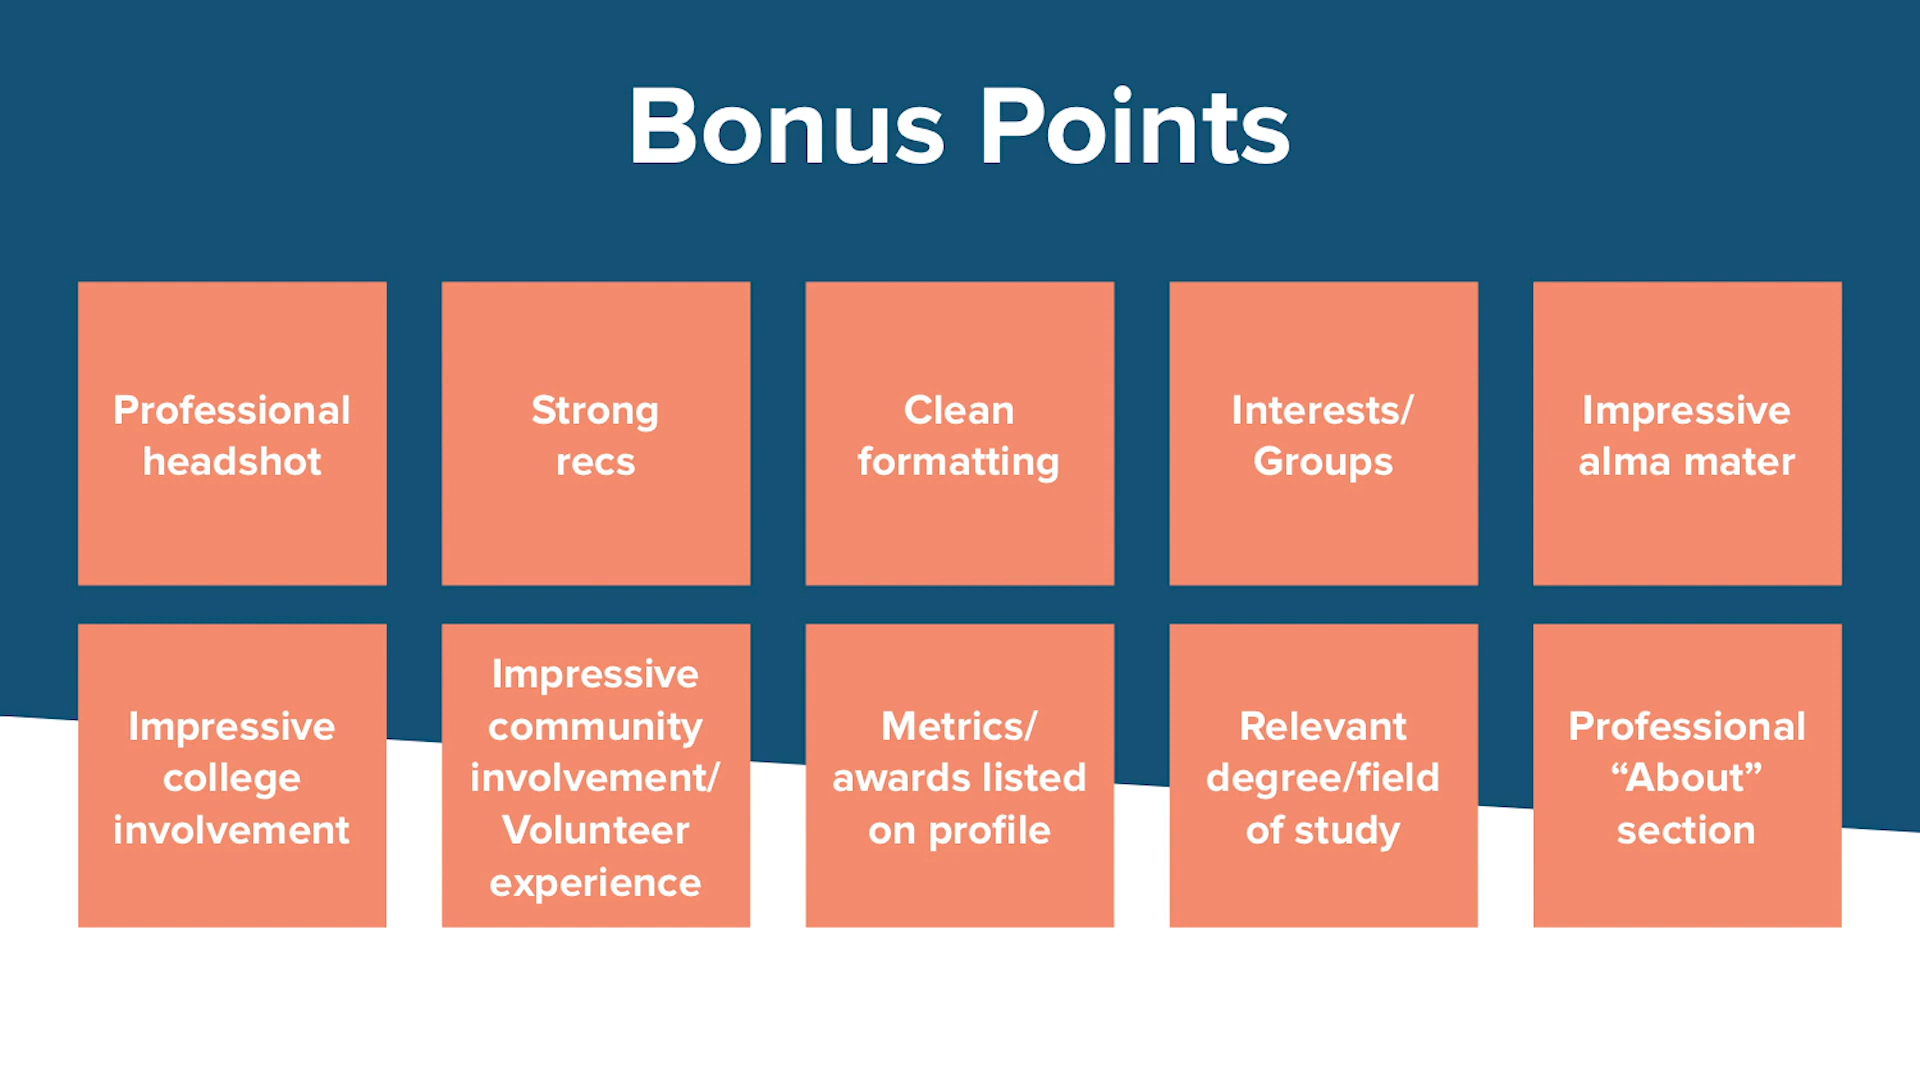 Bonus Points
Professional
headshot
Strong
recs
Clean
formatting
Interests/
Groups
Impressive
alma mater
Impressive
college
involvement
Impressive
community
involvement/
Volunteer
experience
Metrics/
awards listed
on profile
Relevant
degree/field
of study
Professional
“About”
section